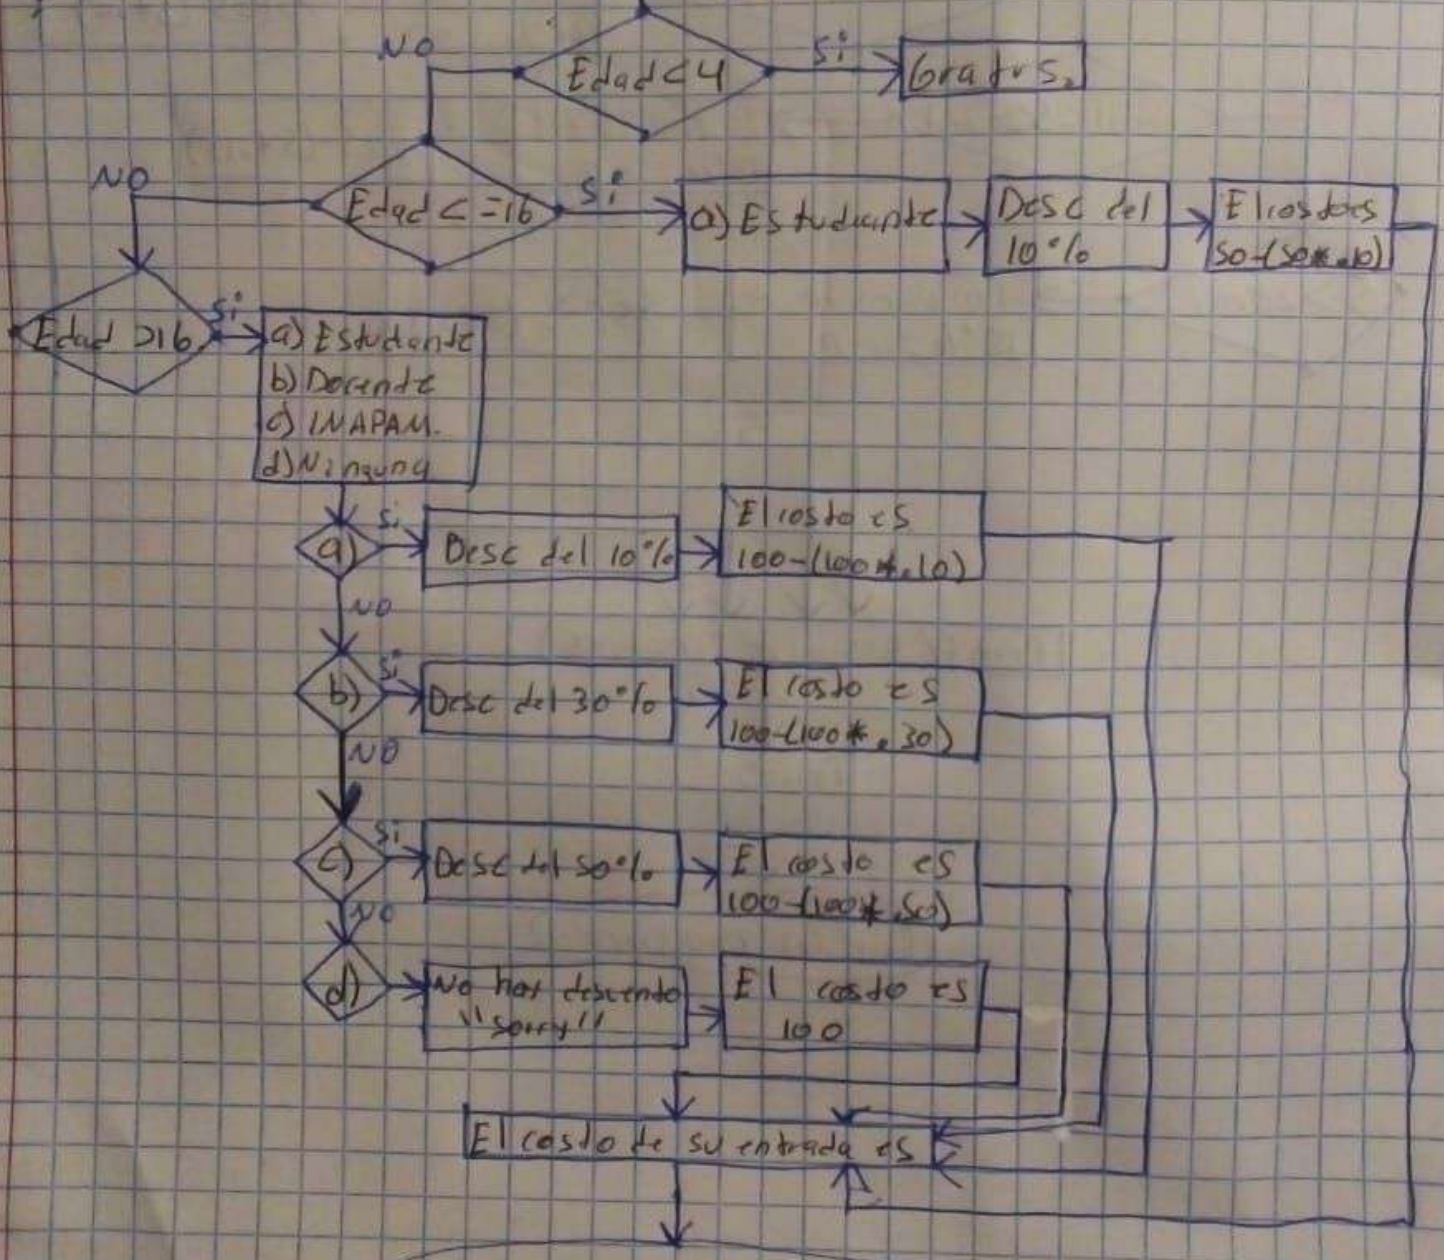 NO
Edad < 4
Si
Gratis.
NO
Edad <=16
Si
a) Estudiante
Desc del
10%
El costo es
50-(50*.10)
Edad >16
Si
a) Estudiante
b) Docente
c) INAPAM.
d) Ninguna
a)
Si
Desc del 10%
El costo es
100-(100*.10)
NO
b)
Si
Desc del 30%
El costo es
100-(100*.30)
NO
c)
Si
Desc del 50%
El costo es
100-(100*.50)
NO
d)
No hay descuento
"Sorry"
El costo es
100
El costo de su entrada es